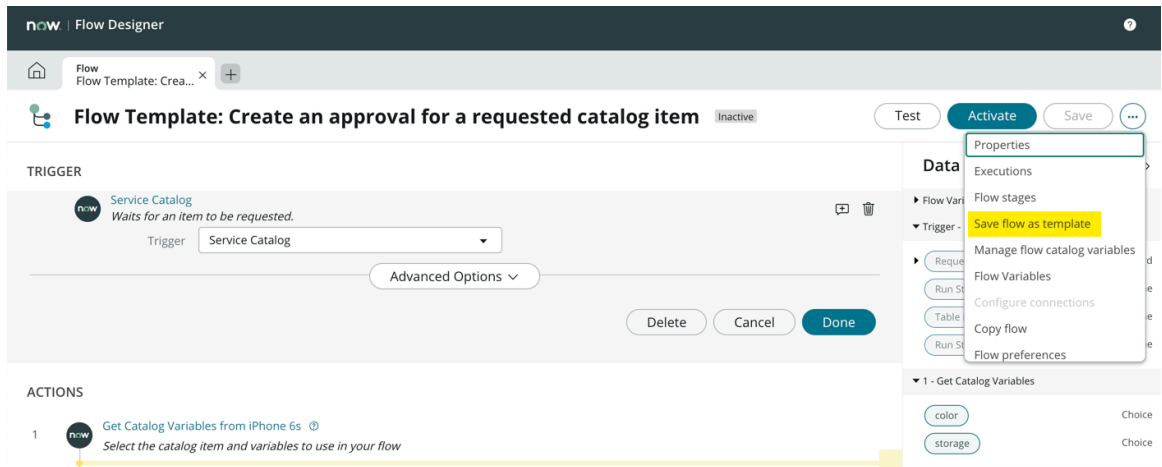 now. | Flow Designer
?
Flow
Flow Template: Crea... ×
+
Flow Template: Create an approval for a requested catalog item Inactive
Test Activate Save ...
TRIGGER
now
Service Catalog
Waits for an item to be requested.
Trigger Service Catalog
Advanced Options
Delete Cancel Done
ACTIONS
1
now
Get Catalog Variables from iPhone 6s ?
Select the catalog item and variables to use in your flow
Properties
Executions
Flow stages
Save flow as template
Manage flow catalog variables
Flow Variables
Configure connections
Copy flow
Flow preferences
Data
Flow
Trigger -
Run
Table
Run
1 - Get Catalog Variables
color Choice
storage Choice